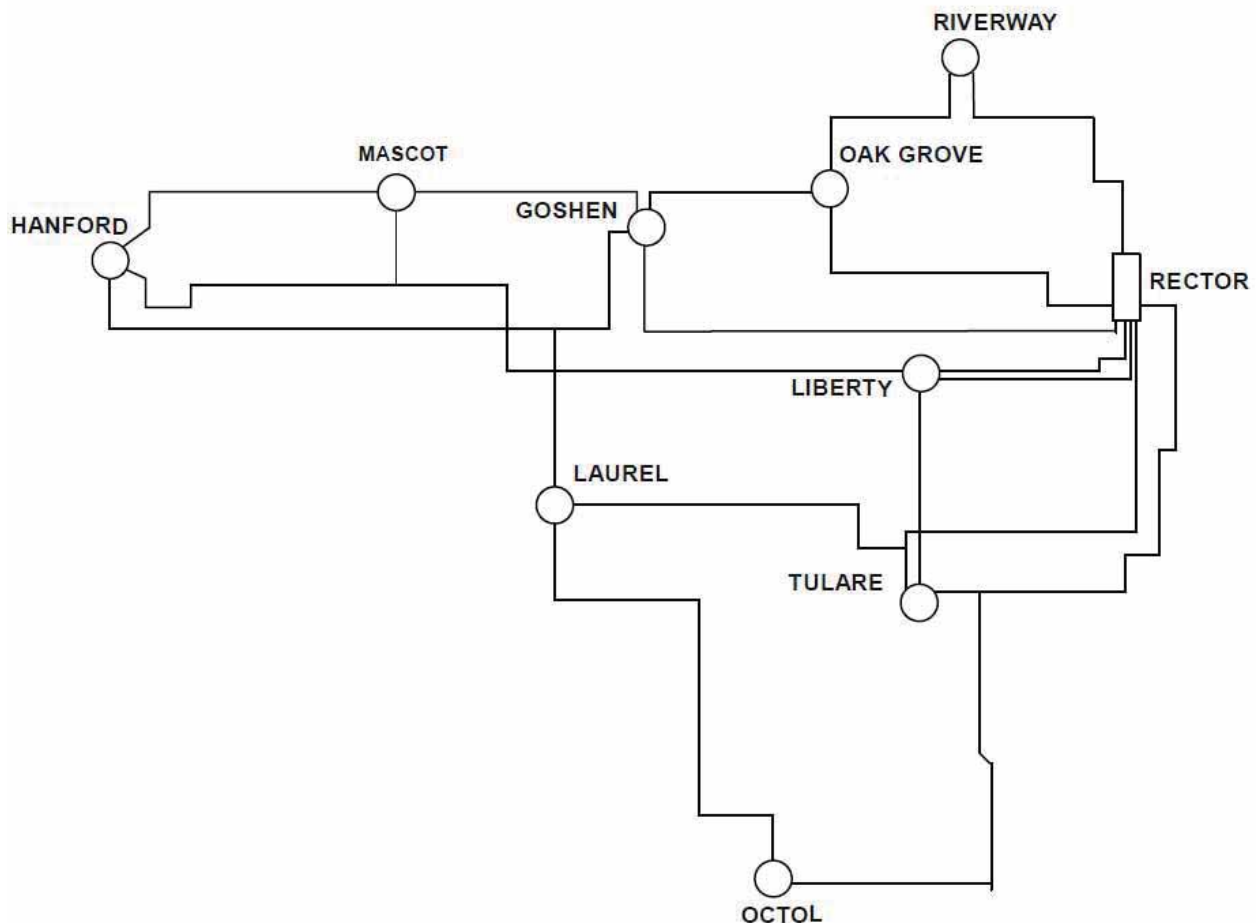 RIVERWAY
MASCOT
OAK GROVE
GOSHEN
HANFORD
RECTOR
LIBERTY
LAUREL
TULARE
OCTOL